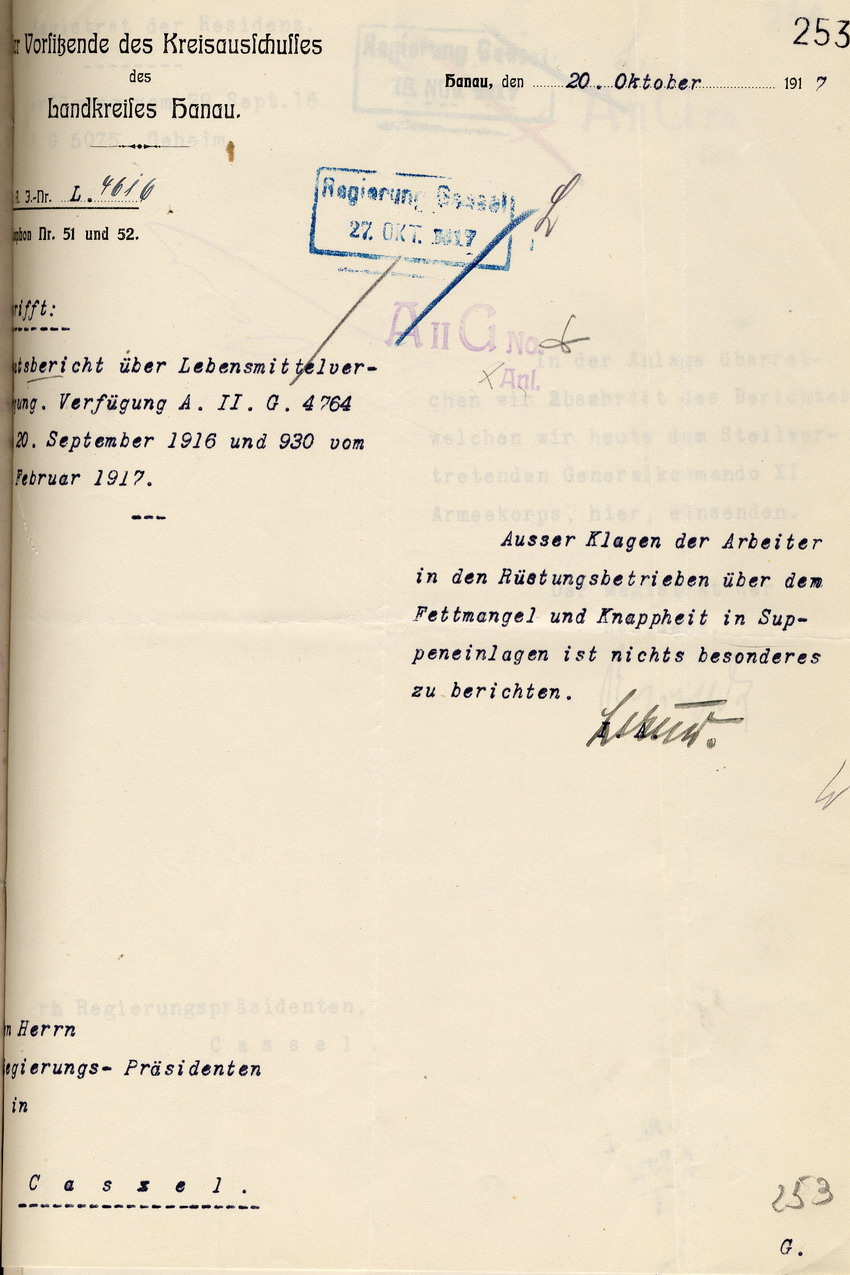 253
Vorsitzende des Kreisausschusses
des
Landkreises Hanau.
Hanau, den 20. Oktober 1917
J.-Nr. L. 4616
Nr. 51 und 52.
Regierung Cassel
27. OKT. 1917
L
A II G No.
Anl.
rifft:
tsbericht über Lebensmittelver-
gung. Verfügung A. II. G. 4764
20. September 1916 und 930 vom
Februar 1917.
Ausser Klagen der Arbeiter
in den Rüstungsbetrieben über dem
Fettmangel und Knappheit in Sup-
peneinlagen ist nichts besonderes
zu berichten.
n Herrn
egierungs- Präsidenten
in
Cassel.
253
G.